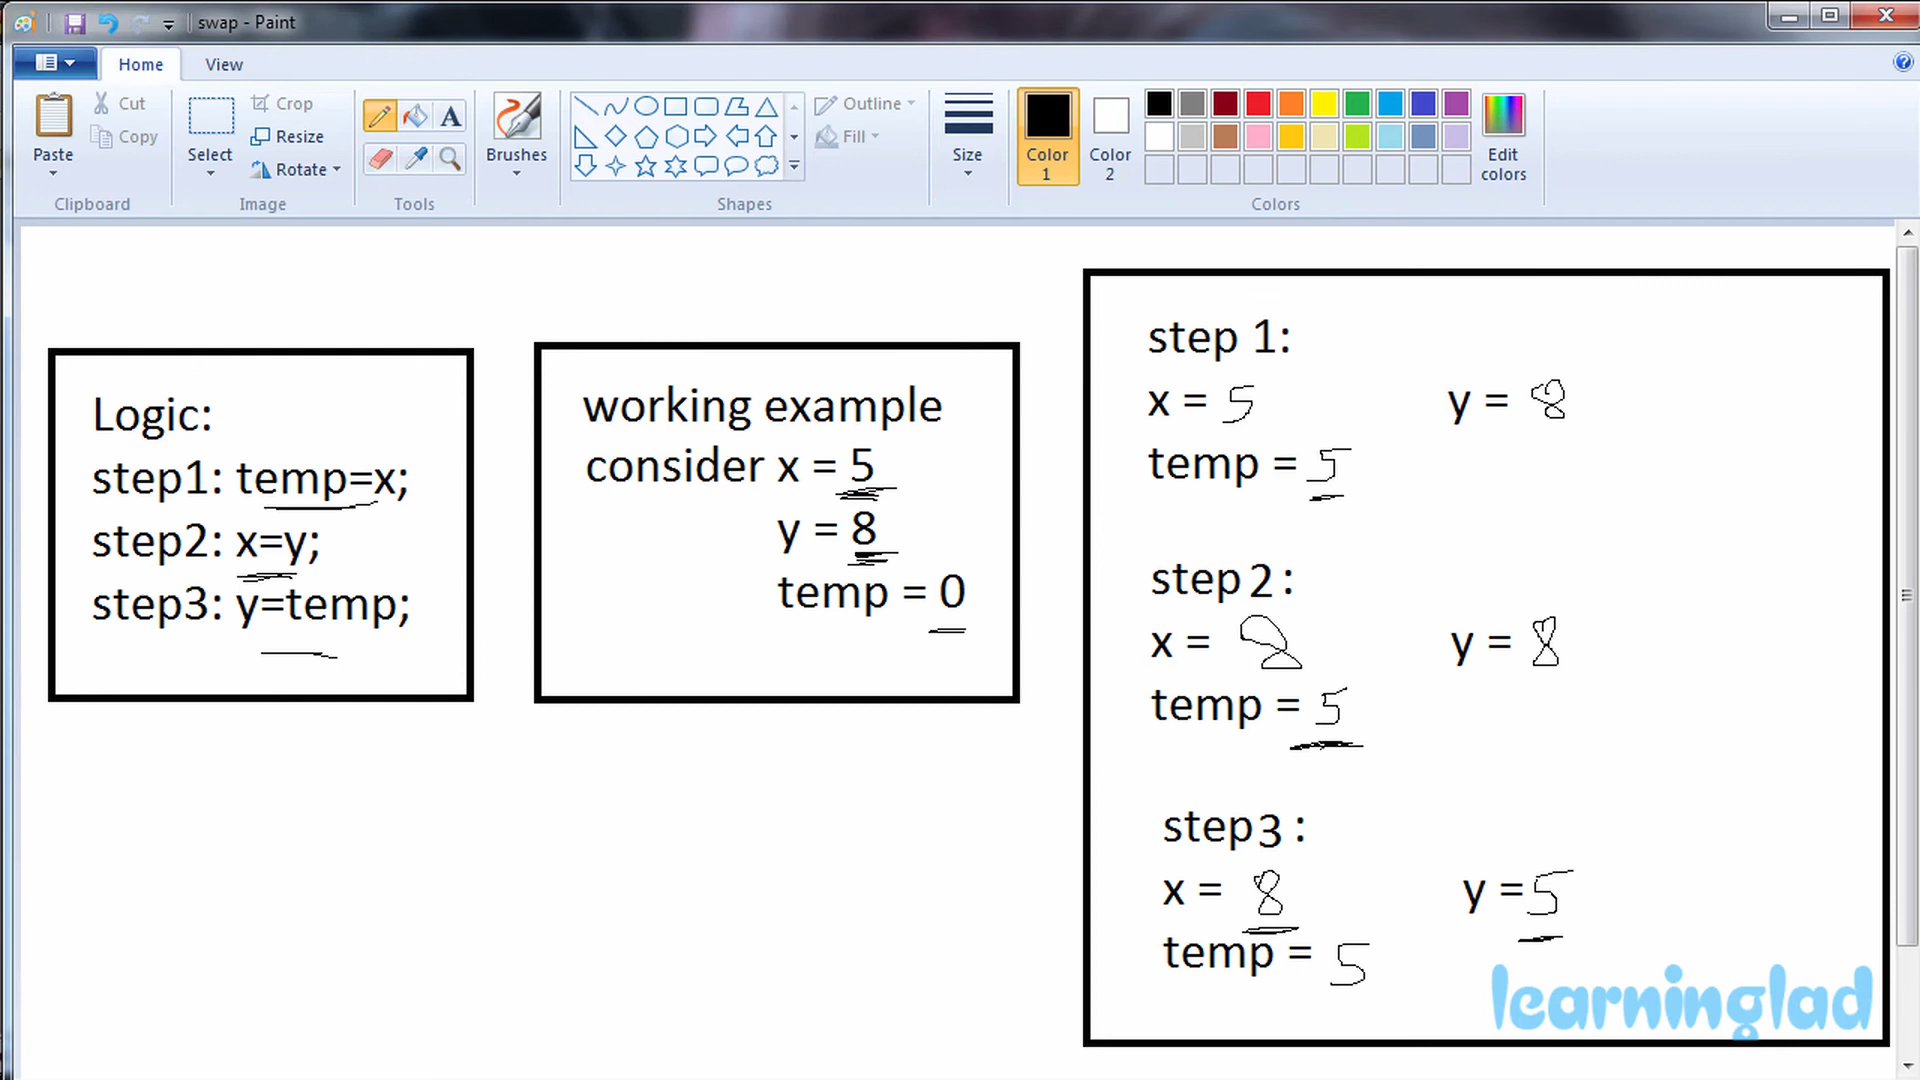 swap - Paint
Home View
Paste
Cut
Copy
Clipboard
Select
Crop
Resize
Rotate
Image
A
Tools
Brushes
Shapes
Outline
Fill
Size
Color 1
Color 2
Edit colors
Colors
Logic:
step1: temp=x;
step2: x=y;
step3: y=temp;
working example
consider x = 5
y = 8
temp = 0
step 1:
x = 5 y = 8
temp = 5
step 2 :
x = 8 y = 8
temp = 5
step 3 :
x = 8 y = 5
temp = 5
learninglad